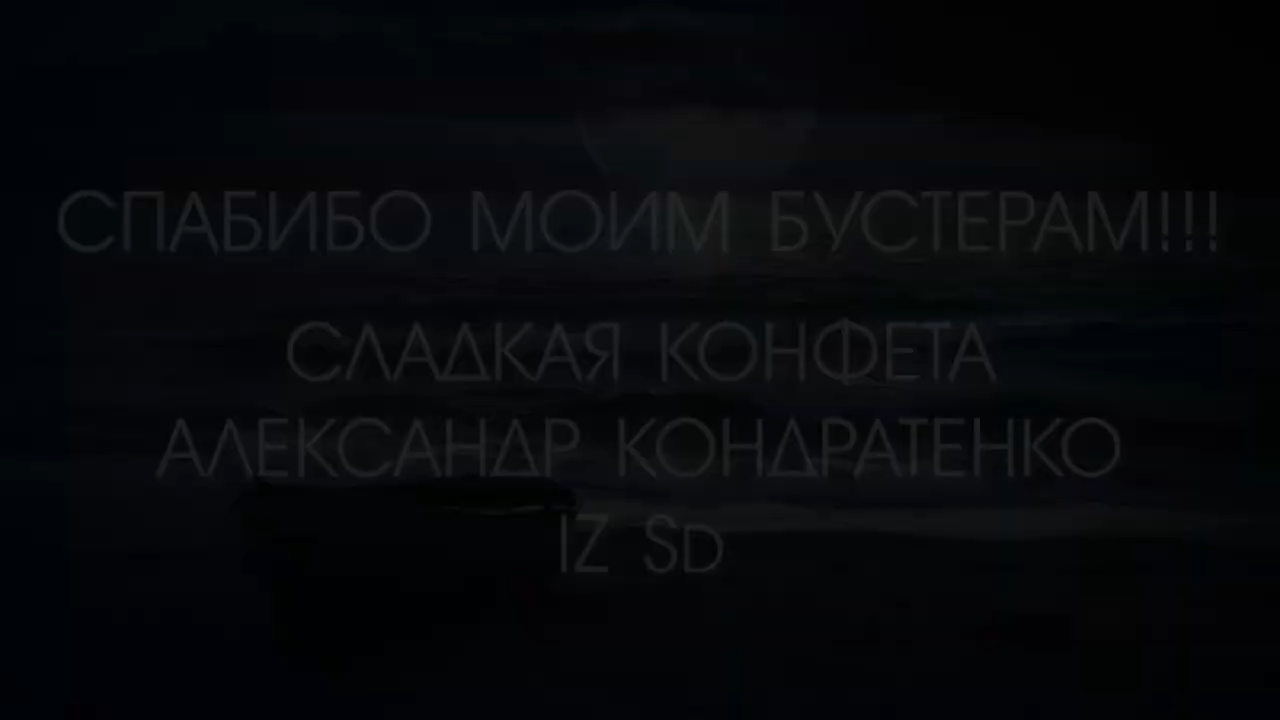 СПАБИБО МОИМ БУСТЕРАМ!!!
СЛАДКАЯ КОНФЕТА
АЛЕКСАНДР КОНДРАТЕНКО
IZ SD